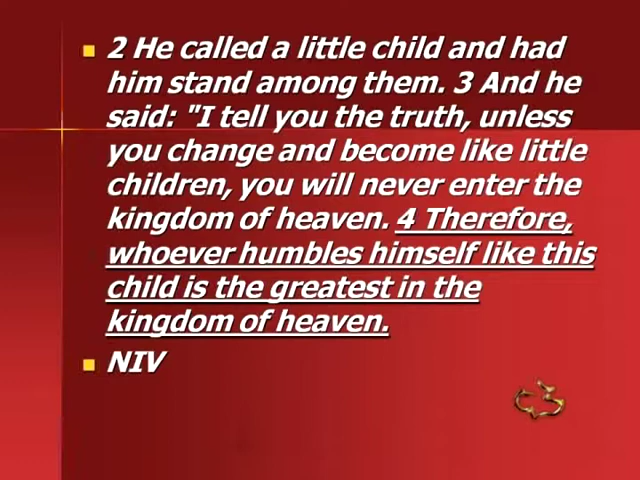 2 He called a little child and had
him stand among them. 3 And he
said: "I tell you the truth, unless
you change and become like little
children, you will never enter the
kingdom of heaven. 4 Therefore,
whoever humbles himself like this
child is the greatest in the
kingdom of heaven.
NIV